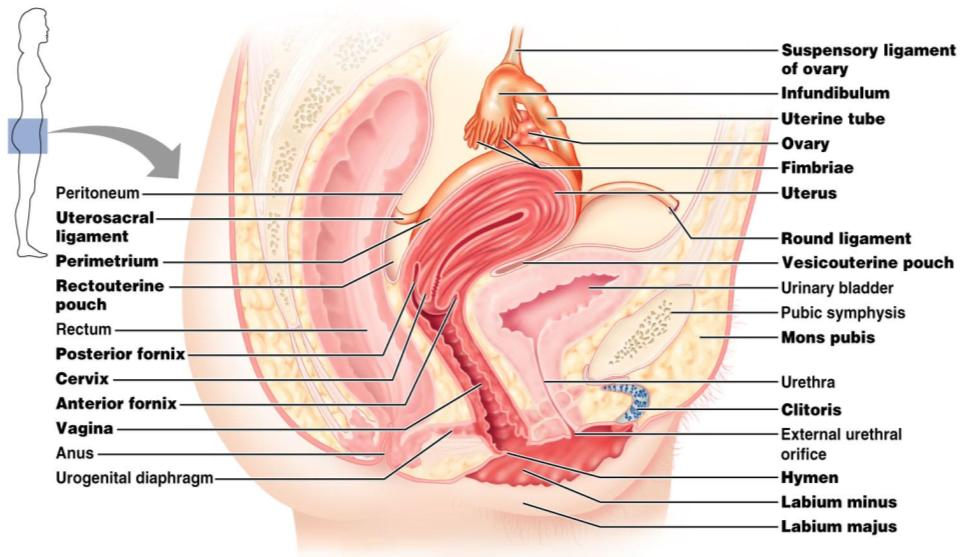 Suspensory ligament
of ovary
Infundibulum
Uterine tube
Ovary
Fimbriae
Uterus
Round ligament
Vesicouterine pouch
Urinary bladder
Pubic symphysis
Mons pubis
Urethra
Clitoris
External urethral
orifice
Hymen
Labium minus
Labium majus
Peritoneum
Uterosacral
ligament
Perimetrium
Rectouterine
pouch
Rectum
Posterior fornix
Cervix
Anterior fornix
Vagina
Anus
Urogenital diaphragm